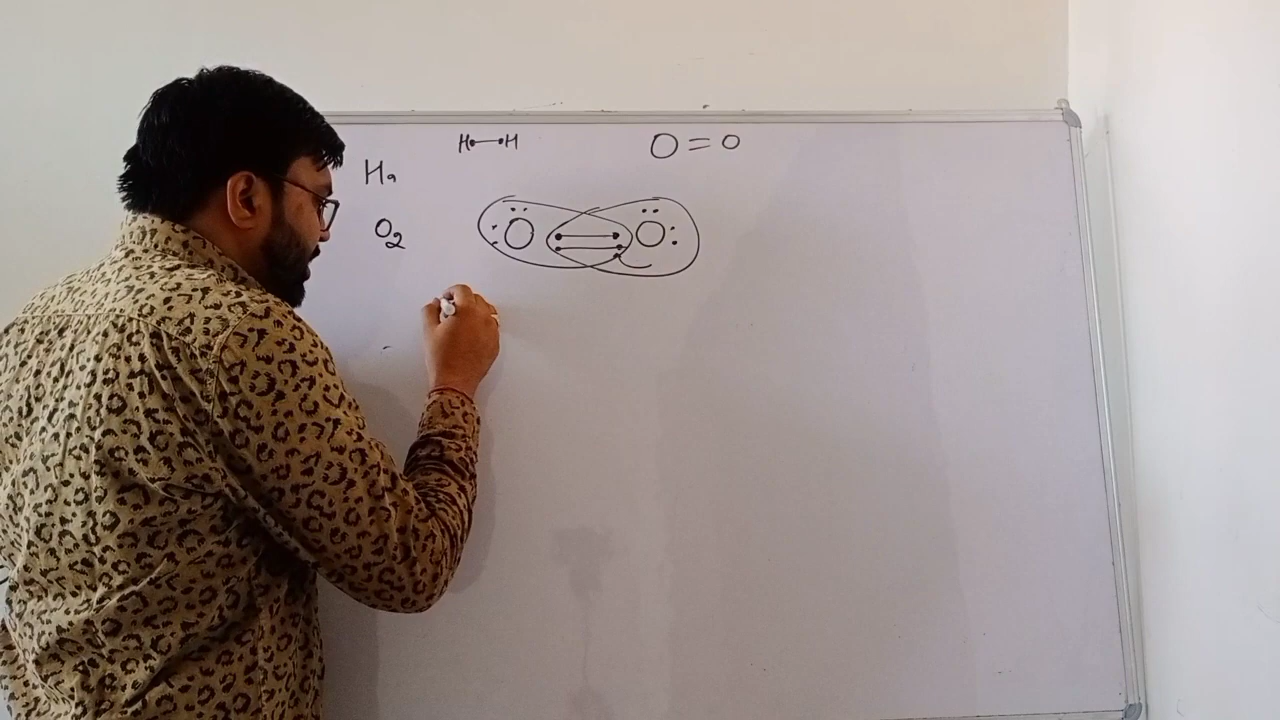 H—H O = O
H₂
O₂ O O